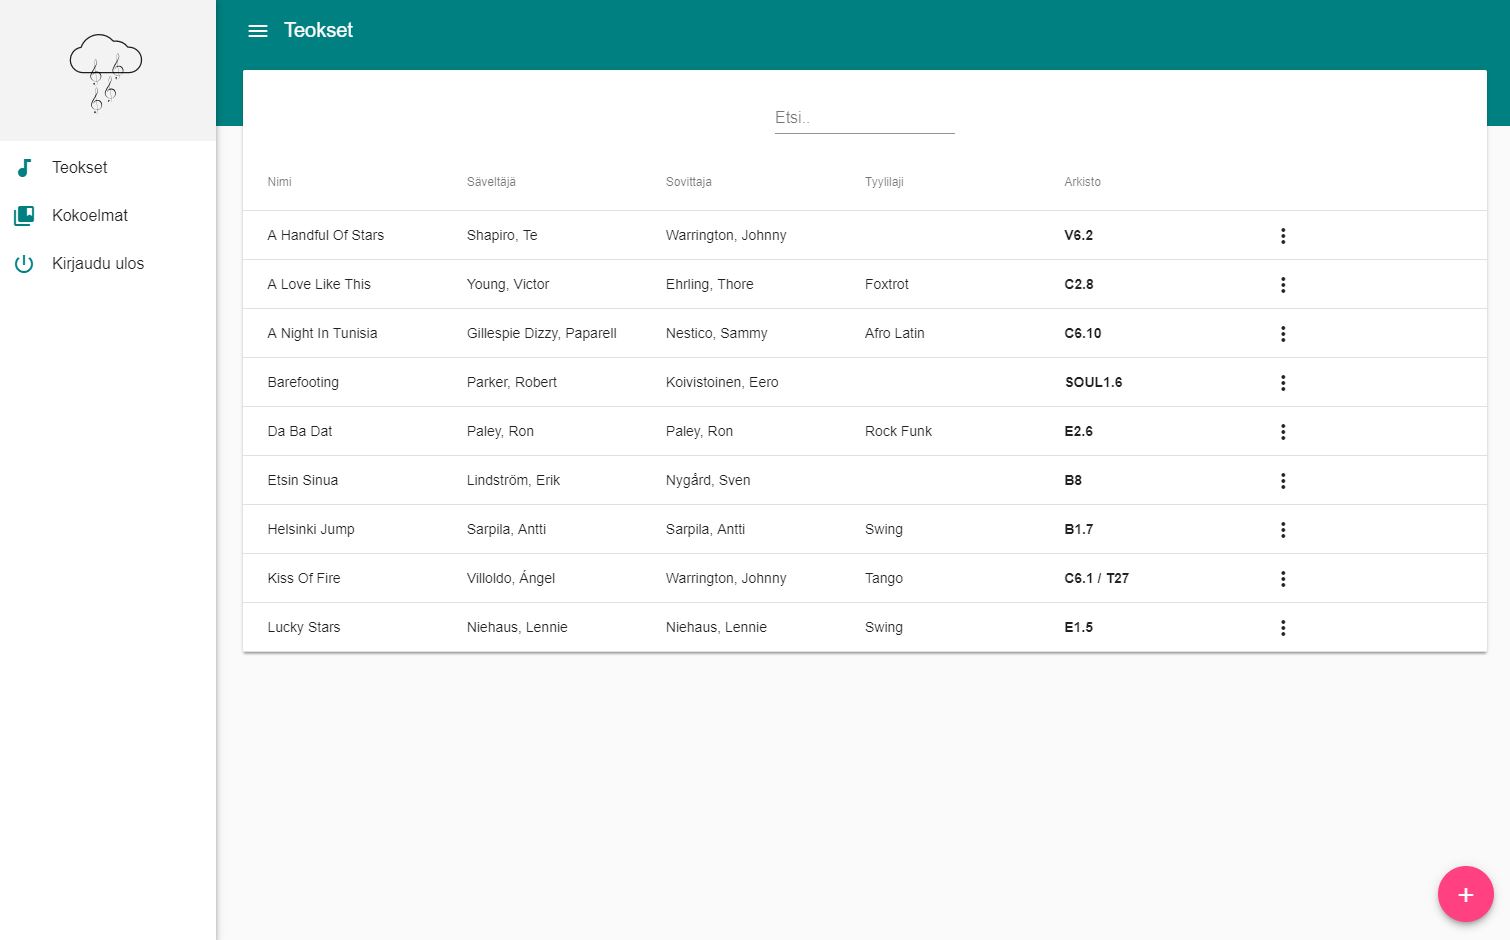 Teokset
Teokset
Kokoelmat
Kirjaudu ulos
Etsi..
Nimi Säveltäjä Sovittaja Tyylilaji Arkisto
A Handful Of Stars Shapiro, Te Warrington, Johnny V6.2
A Love Like This Young, Victor Ehrling, Thore Foxtrot C2.8
A Night In Tunisia Gillespie Dizzy, Paparell Nestico, Sammy Afro Latin C6.10
Barefooting Parker, Robert Koivistoinen, Eero SOUL1.6
Da Ba Dat Paley, Ron Paley, Ron Rock Funk E2.6
Etsin Sinua Lindström, Erik Nygård, Sven B8
Helsinki Jump Sarpila, Antti Sarpila, Antti Swing B1.7
Kiss Of Fire Villoldo, Ángel Warrington, Johnny Tango C6.1 / T27
Lucky Stars Niehaus, Lennie Niehaus, Lennie Swing E1.5